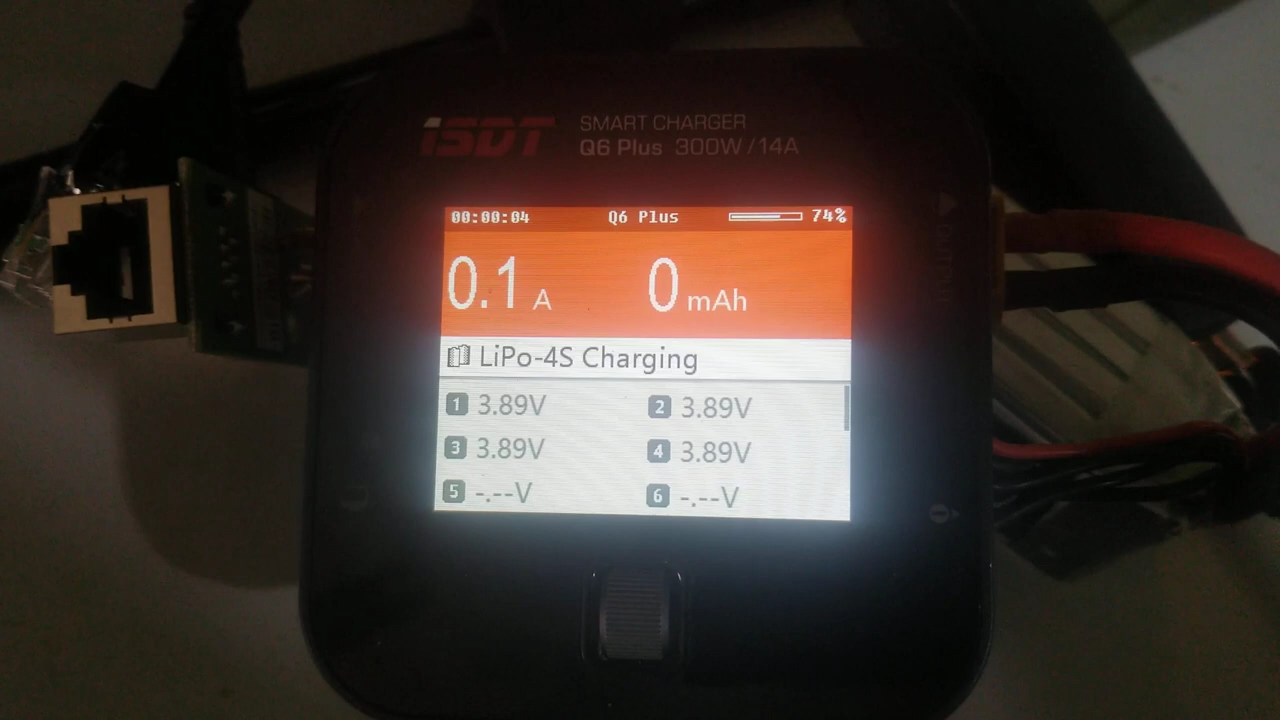 iSDT
SMART CHARGER
Q6 Plus 300W/14A
00:00:04 Q6 Plus 74%
0.1 A 0 mAh
LiPo-4S Charging
1 3.89V 2 3.89V
3 3.89V 4 3.89V
5 -.--V 6 -.--V
OUTPUT